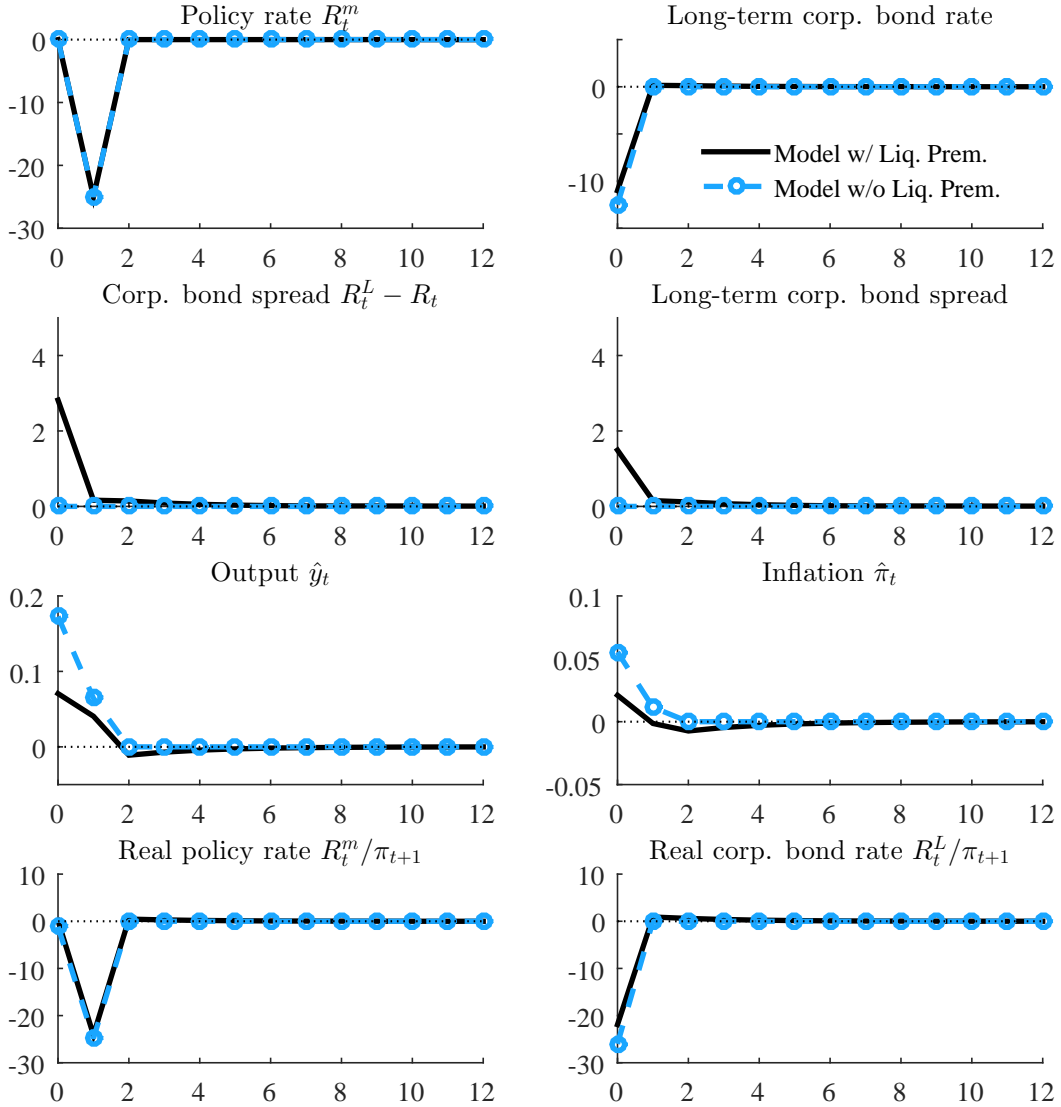 Policy rate $R_t^m$
0
-10
-20
-30
0 2 4 6 8 10 12
Long-term corp. bond rate
0
-10
Model w/ Liq. Prem.
Model w/o Liq. Prem.
0 2 4 6 8 10 12
Corp. bond spread $R_t^L - R_t$
4
2
0
0 2 4 6 8 10 12
Long-term corp. bond spread
4
2
0
0 2 4 6 8 10 12
Output $\hat{y}_t$
0.2
0.1
0
0 2 4 6 8 10 12
Inflation $\hat{\pi}_t$
0.1
0.05
0
-0.05
0 2 4 6 8 10 12
Real policy rate $R_t^m/\pi_{t+1}$
10
0
-10
-20
-30
0 2 4 6 8 10 12
Real corp. bond rate $R_t^L/\pi_{t+1}$
10
0
-10
-20
-30
0 2 4 6 8 10 12